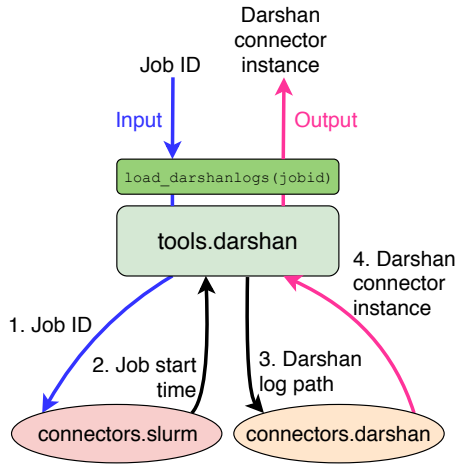 Darshan
connector
instance
Job ID
Input
Output
load_darshanlogs(jobid)
tools.darshan
4. Darshan
connector
instance
1. Job ID
2. Job start
time
3. Darshan
log path
connectors.slurm
connectors.darshan